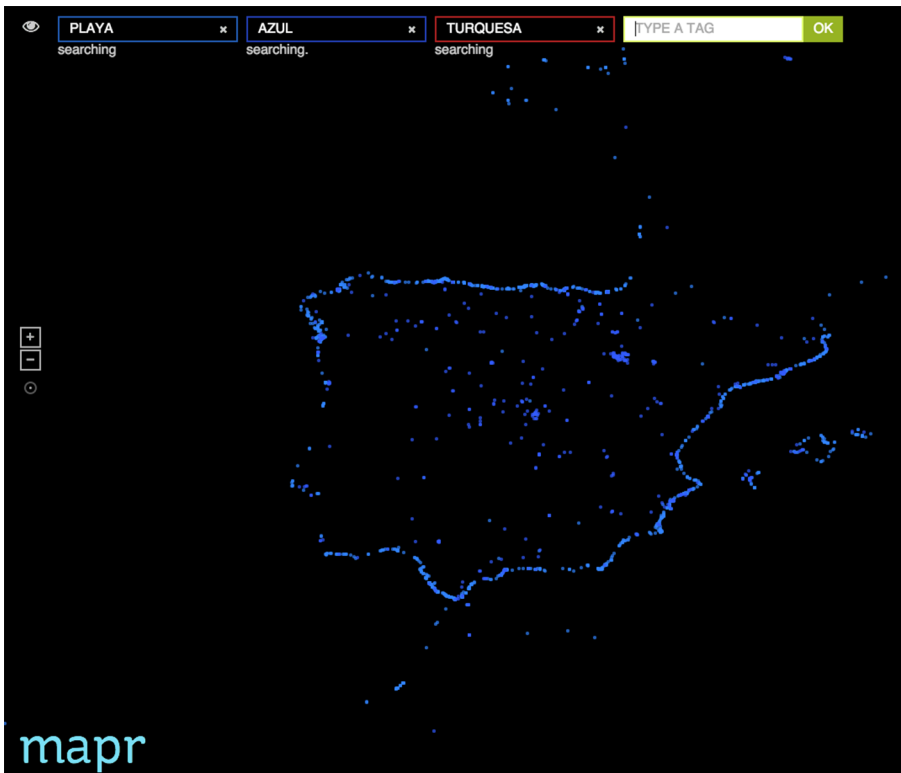 PLAYA × AZUL × TURQUESA × TYPE A TAG OK
searching searching. searching
+
−
mapr